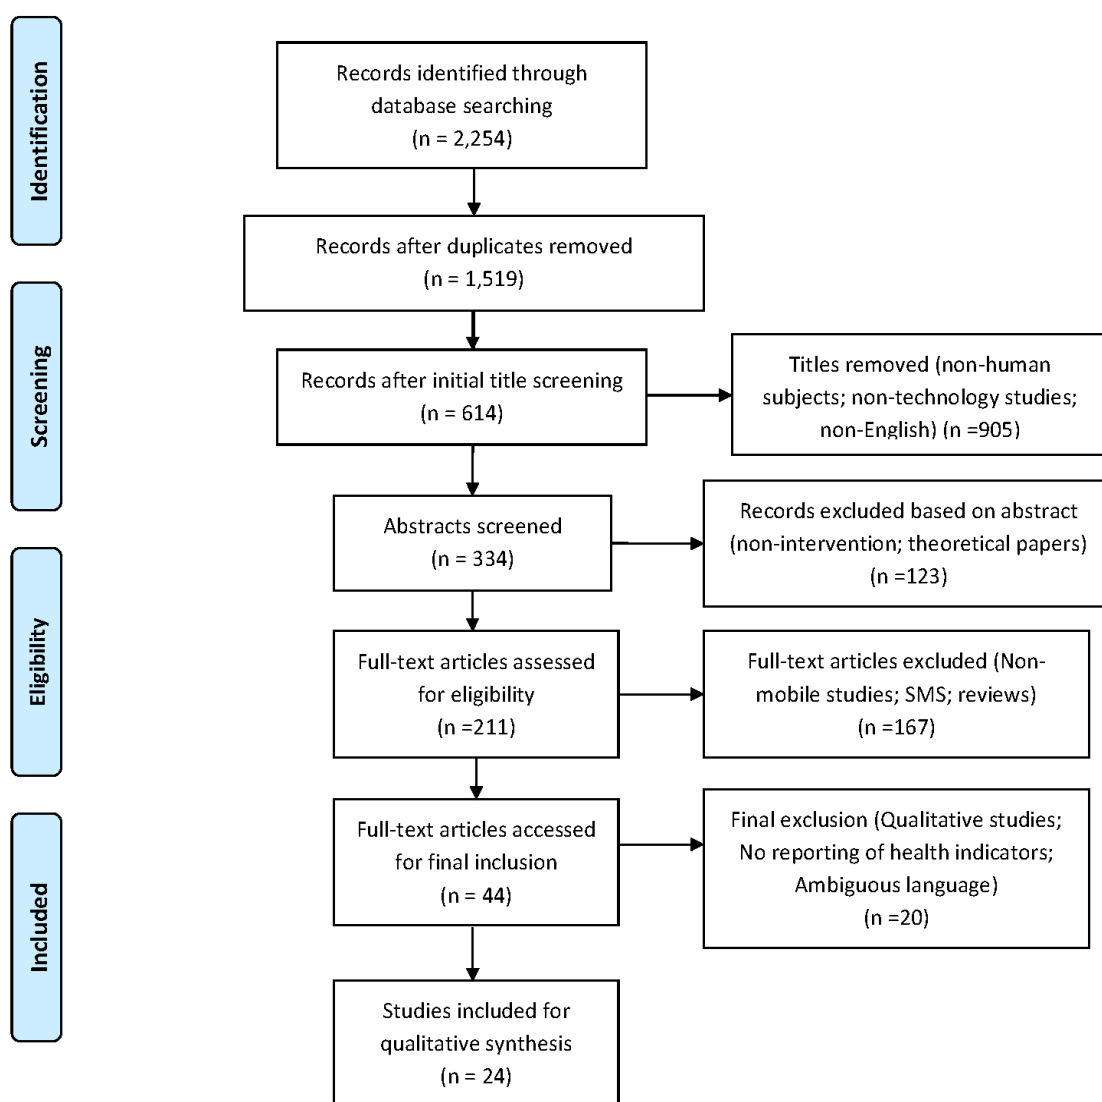 Identification
Records identified through
database searching
(n = 2,254)
Records after duplicates removed
(n = 1,519)
Screening
Records after initial title screening
(n = 614)
Titles removed (non-human
subjects; non-technology studies;
non-English) (n =905)
Abstracts screened
(n = 334)
Records excluded based on abstract
(non-intervention; theoretical papers)
(n =123)
Eligibility
Full-text articles assessed
for eligibility
(n =211)
Full-text articles excluded (Non-
mobile studies; SMS; reviews)
(n =167)
Included
Full-text articles accessed
for final inclusion
(n = 44)
Final exclusion (Qualitative studies;
No reporting of health indicators;
Ambiguous language)
(n =20)
Studies included for
qualitative synthesis
(n = 24)